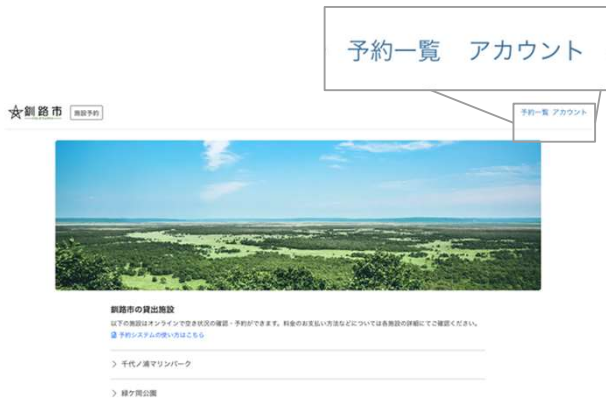 予約一覧 アカウント
釧路市 施設予約
予約一覧 アカウント
釧路市の貸出施設
以下の施設はオンラインで空き状況の確認・予約ができます。料金のお支払い方法などについては各施設の詳細にてご確認ください。
予約システムの使い方はこちら
千代ノ浦マリンパーク
緑ケ岡公園